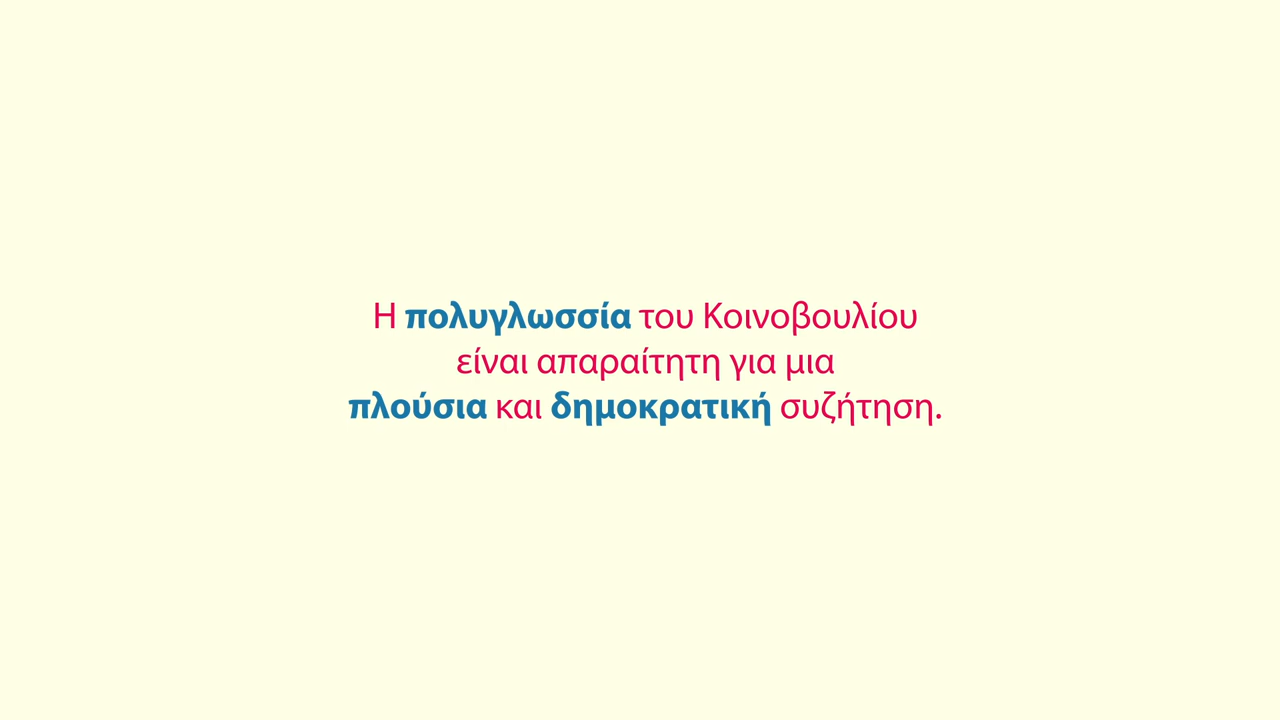 Η πολυγλωσσία του Κοινοβουλίου
είναι απαραίτητη για μια
πλούσια και δημοκρατική συζήτηση.